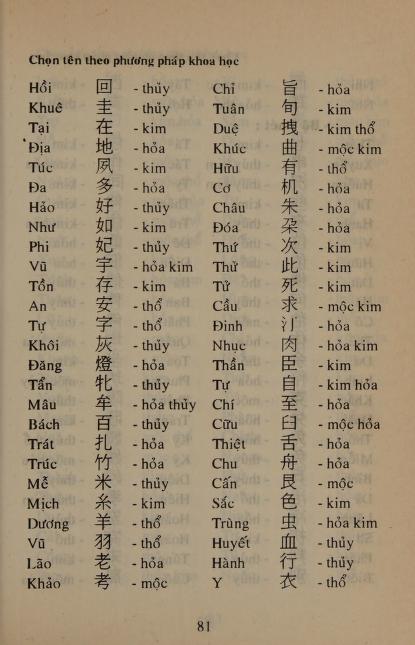 Chọn tên theo phương pháp khoa học
Hồi 回 - thủy
Khuê 圭 - thủy
Tại 在 - kim
Địa 地 - hỏa
Túc 夙 - kim
Đa 多 - hỏa
Hảo 好 - thủy
Như 如 - kim
Phi 妃 - thủy
Vũ 宇 - hỏa kim
Tồn 存 - kim
An 安 - thổ
Tự 字 - thổ
Khôi 灰 - thủy
Đăng 燈 - hỏa
Tẩn 牝 - thủy
Mâu 牟 - hỏa thủy
Bách 百 - thủy
Trát 扎 - hỏa
Trúc 竹 - hỏa
Mễ 米 - thủy
Mịch 糸 - kim
Dương 羊 - thổ
Vũ 羽 - thổ
Lão 老 - hỏa
Khảo 考 - mộc
Chỉ 旨 - hỏa
Tuân 旬 - kim
Duệ 拽 - kim thổ
Khúc 曲 - mộc kim
Hữu 有 - thổ
Cơ 机 - hỏa
Châu 朱 - hỏa
Đóa 朶 - hỏa
Thứ 次 - kim
Thử 此 - kim
Tử 死 - kim
Cầu 求 - mộc kim
Đinh 汀 - hỏa
Nhục 肉 - hỏa kim
Thần 臣 - kim
Tự 自 - kim hỏa
Chí 至 - hỏa
Cữu 臼 - mộc hỏa
Thiệt 舌 - hỏa
Chu 舟 - hỏa
Cấn 艮 - mộc
Sắc 色 - kim
Trùng 虫 - hỏa kim
Huyết 血 - thủy
Hành 行 - thủy
Y 衣 - thổ
81